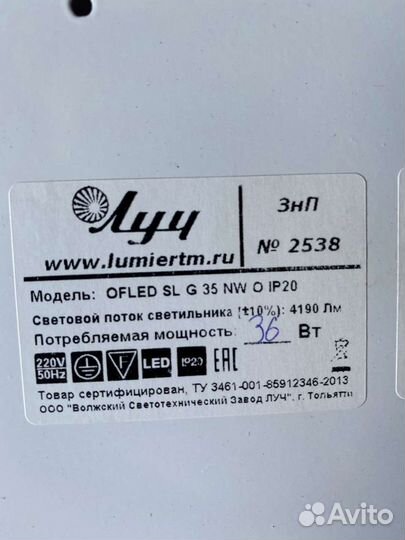 Луч
www.lumiertm.ru
ЗнП
№ 2538
Модель: OFLED SL G 35 NW O IP20
Световой поток светильника (±10%): 4190 Лм
Потребляемая мощность: 36 Вт
220V
50Hz
F
LED
IP20
EAC
Товар сертифицирован, ТУ 3461-001-85912346-2013
ООО "Волжский Светотехнический Завод ЛУЧ", г. Тольятти
Avito